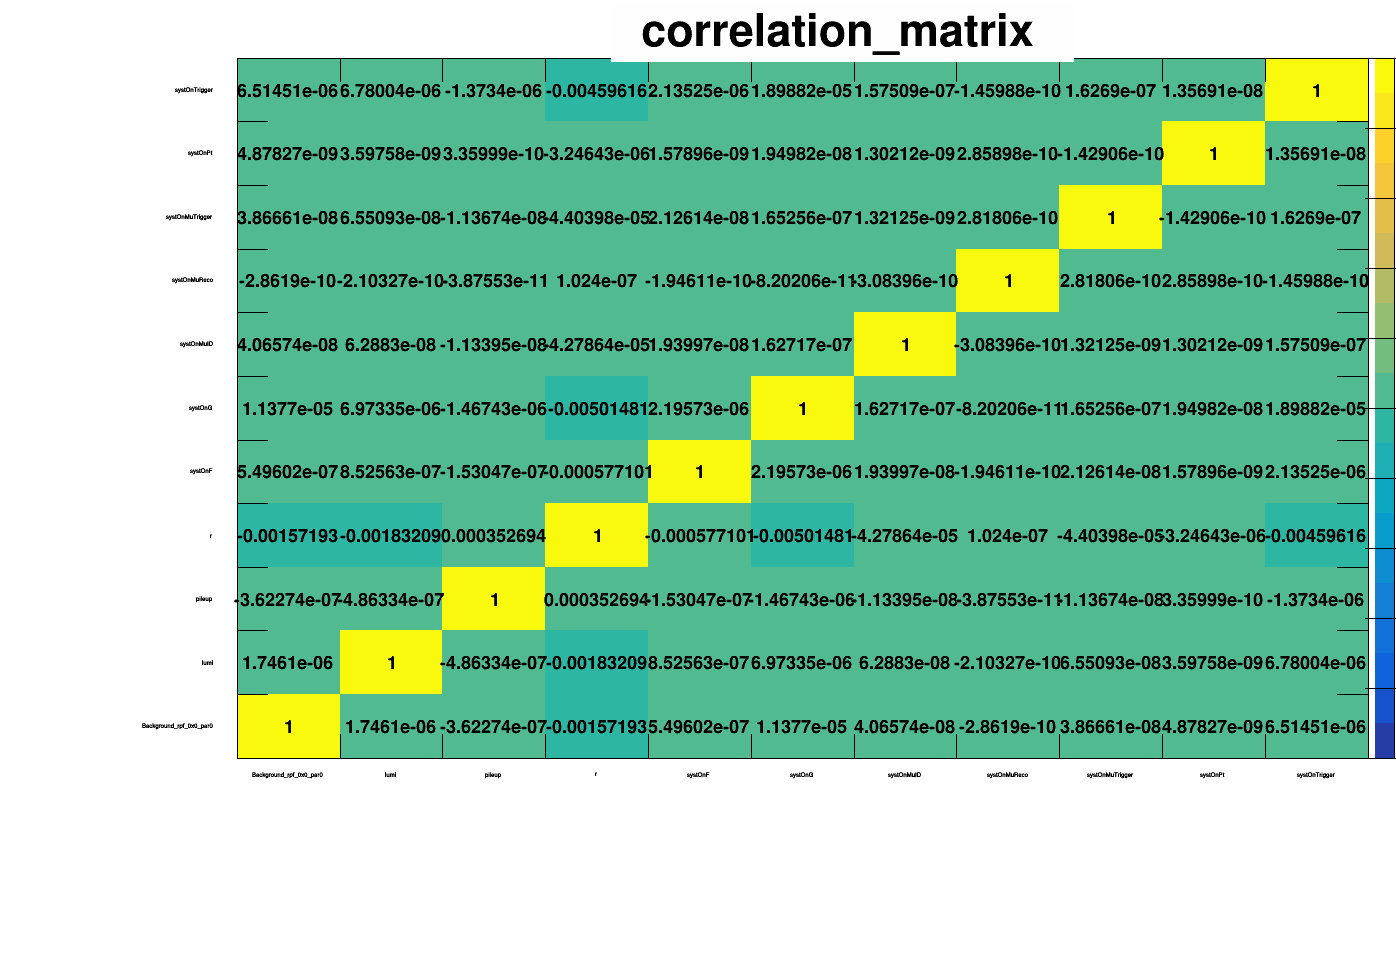 correlation_matrix
systOnTrigger 6.51451e-06 6.78004e-06 -1.3734e-06 -0.00459616 2.13525e-06 1.89882e-05 1.57509e-07 -1.45988e-10 1.6269e-07 1.35691e-08 1
systOnPt 4.87827e-09 3.59758e-09 3.35999e-10 -3.24643e-06 1.57896e-09 1.94982e-08 1.30212e-09 2.85898e-10 -1.42906e-10 1 1.35691e-08
systOnMuTrigger 3.86661e-08 6.55093e-08 -1.13674e-08 -4.40398e-05 2.12614e-08 1.65256e-07 1.32125e-09 2.81806e-10 1 -1.42906e-10 1.6269e-07
systOnMuReco -2.8619e-10 -2.10327e-10 -3.87553e-11 1.024e-07 -1.94611e-10 -8.20206e-11 -3.08396e-10 1 2.81806e-10 2.85898e-10 -1.45988e-10
systOnMuID 4.06574e-08 6.2883e-08 -1.13395e-08 -4.27864e-05 1.93997e-08 1.62717e-07 1 -3.08396e-10 1.32125e-09 1.30212e-09 1.57509e-07
systOnG 1.1377e-05 6.97335e-06 -1.46743e-06 -0.00501481 2.19573e-06 1 1.62717e-07 -8.20206e-11 1.65256e-07 1.94982e-08 1.89882e-05
systOnF 5.49602e-07 8.52563e-07 -1.53047e-07 -0.000577101 1 2.19573e-06 1.93997e-08 -1.94611e-10 2.12614e-08 1.57896e-09 2.13525e-06
r -0.00157193 -0.00183209 0.000352694 1 -0.000577101 -0.00501481 -4.27864e-05 1.024e-07 -4.40398e-05 -3.24643e-06 -0.00459616
pileup -3.62274e-07 -4.86334e-07 1 0.000352694 -1.53047e-07 -1.46743e-06 -1.13395e-08 -3.87553e-11 -1.13674e-08 3.35999e-10 -1.3734e-06
lumi 1.7461e-06 1 -4.86334e-07 -0.00183209 8.52563e-07 6.97335e-06 6.2883e-08 -2.10327e-10 6.55093e-08 3.59758e-09 6.78004e-06
Background_rpf_0x0_par0 1 1.7461e-06 -3.62274e-07 -0.00157193 5.49602e-07 1.1377e-05 4.06574e-08 -2.8619e-10 3.86661e-08 4.87827e-09 6.51451e-06
Background_rpf_0x0_par0 lumi pileup r systOnF systOnG systOnMuID systOnMuReco systOnMuTrigger systOnPt systOnTrigger